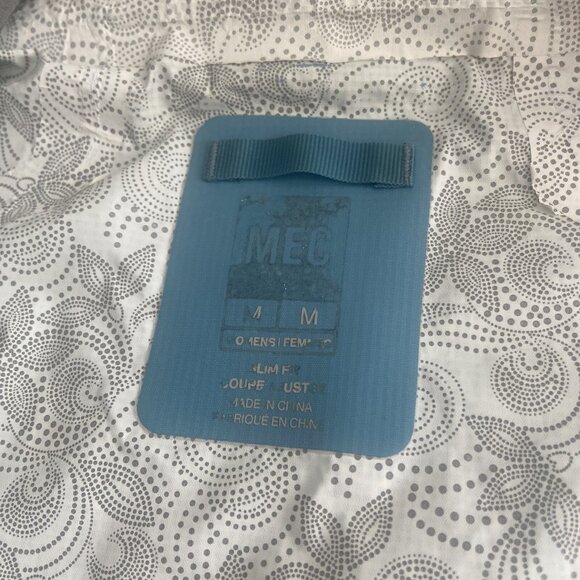 MEC
M M
WOMENS | FEMMES
SLIM FIT
COUPE AJUSTÉE
MADE IN CHINA
FABRIQUÉ EN CHINE